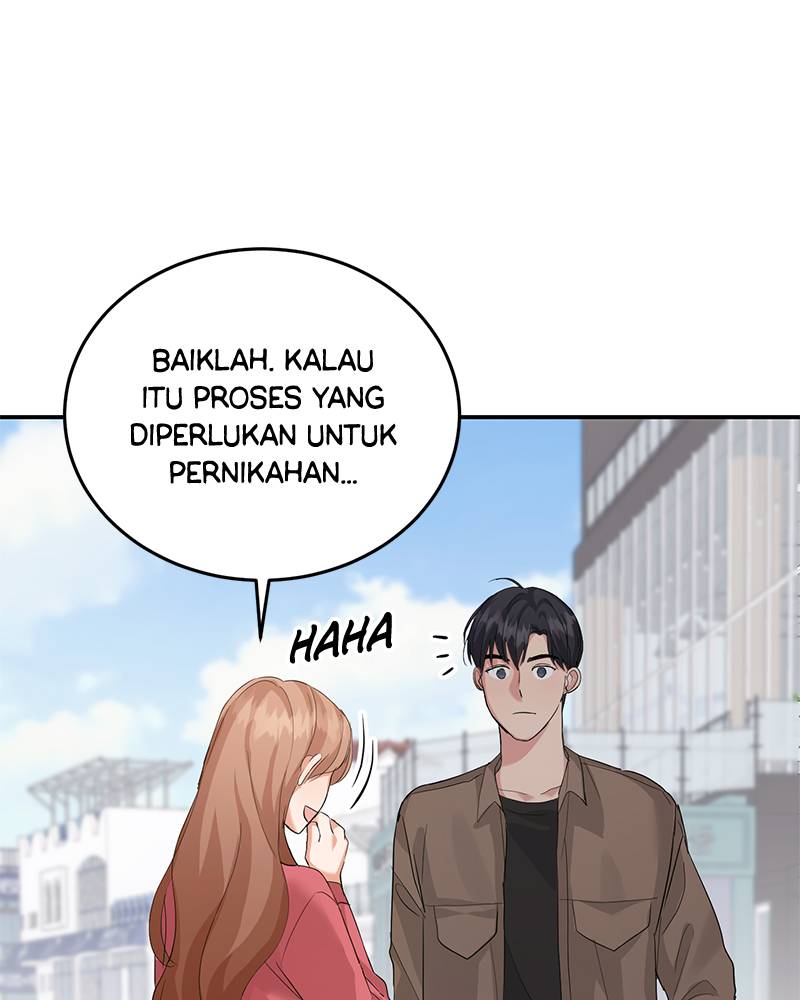 BAIKLAH. KALAU
ITU PROSES YANG
DIPERLUKAN UNTUK
PERNIKAHAN...
HAHA